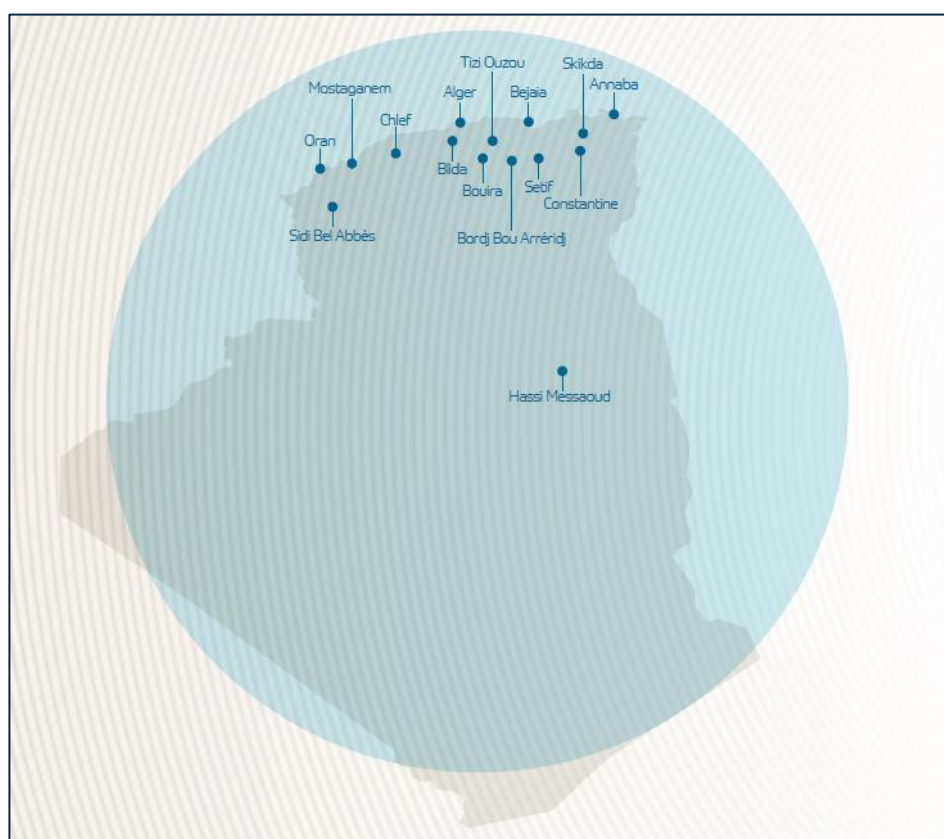 Tizi Ouzou
Skikda
Mostaganem
Alger
Bejaia
Annaba
Chlef
Oran
Blida
Bouira
Setif
Constantine
Sidi Bel Abbès
Bordj Bou Arréridj
Hassi Messaoud